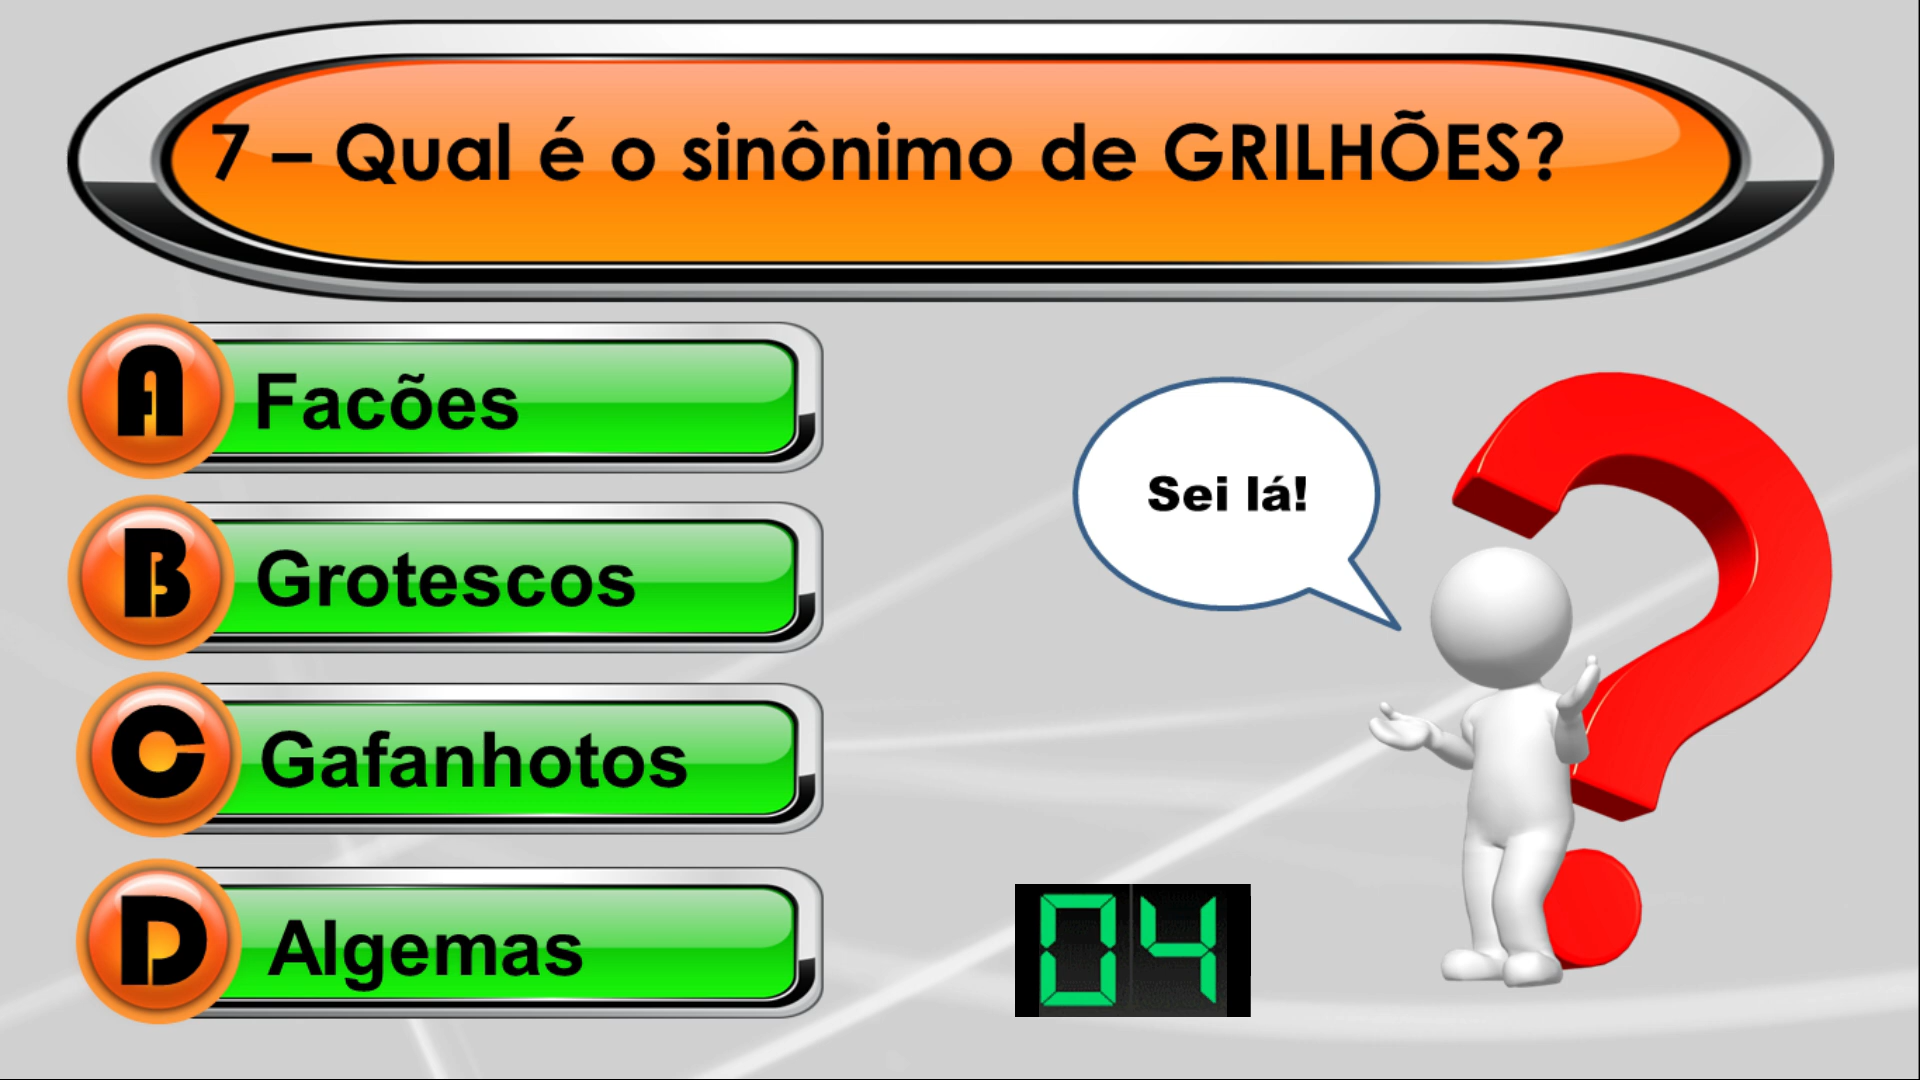 7 – Qual é o sinônimo de GRILHÕES?
A Facões
B Grotescos
C Gafanhotos
D Algemas
Sei lá!
04